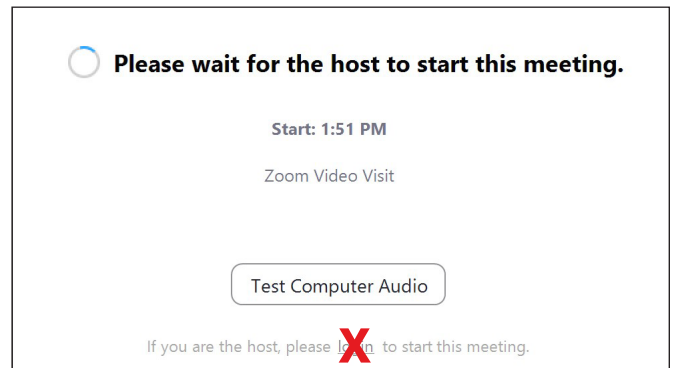 Please wait for the host to start this meeting.
Start: 1:51 PM
Zoom Video Visit
Test Computer Audio
If you are the host, please login to start this meeting.
X